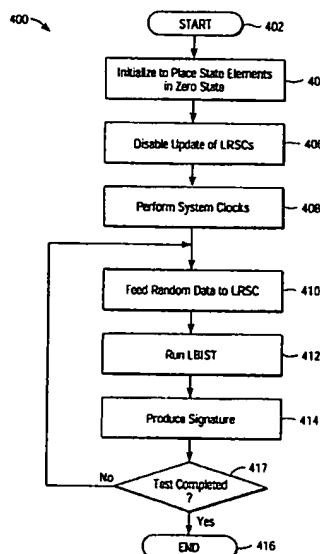 400
START
402
Initialize to Place State Elements
in Zero State
40
Disable Update of LRSCs
406
Perform System Clocks
408
Feed Random Data to LRSC
410
Run LBIST
412
Produce Signature
414
417
Test Completed
?
No
Yes
END
416